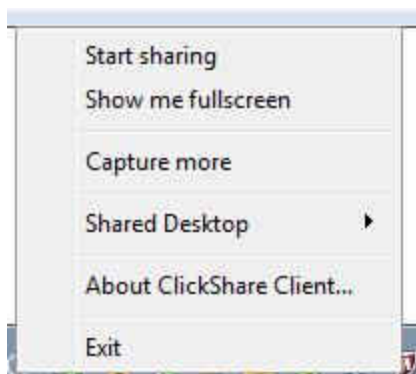 Start sharing
Show me fullscreen
Capture more
Shared Desktop
About ClickShare Client...
Exit